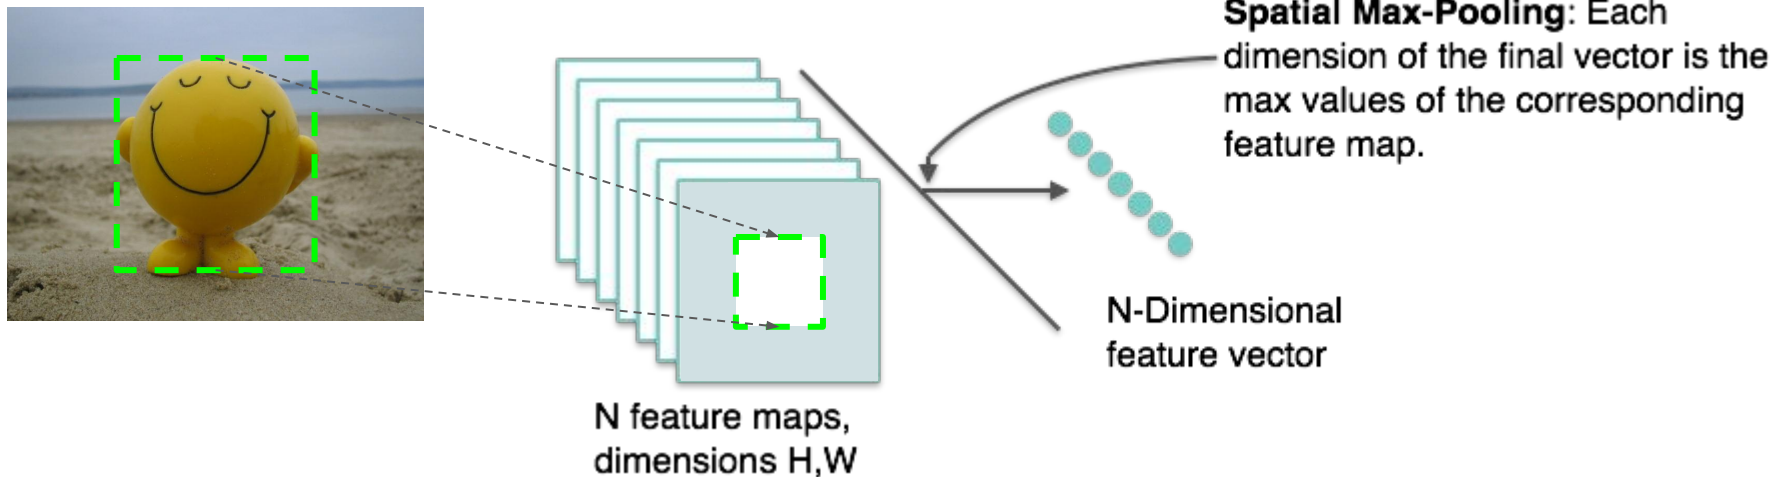 Spatial Max-Pooling: Each
dimension of the final vector is the
max values of the corresponding
feature map.
N-Dimensional
feature vector
N feature maps,
dimensions H,W